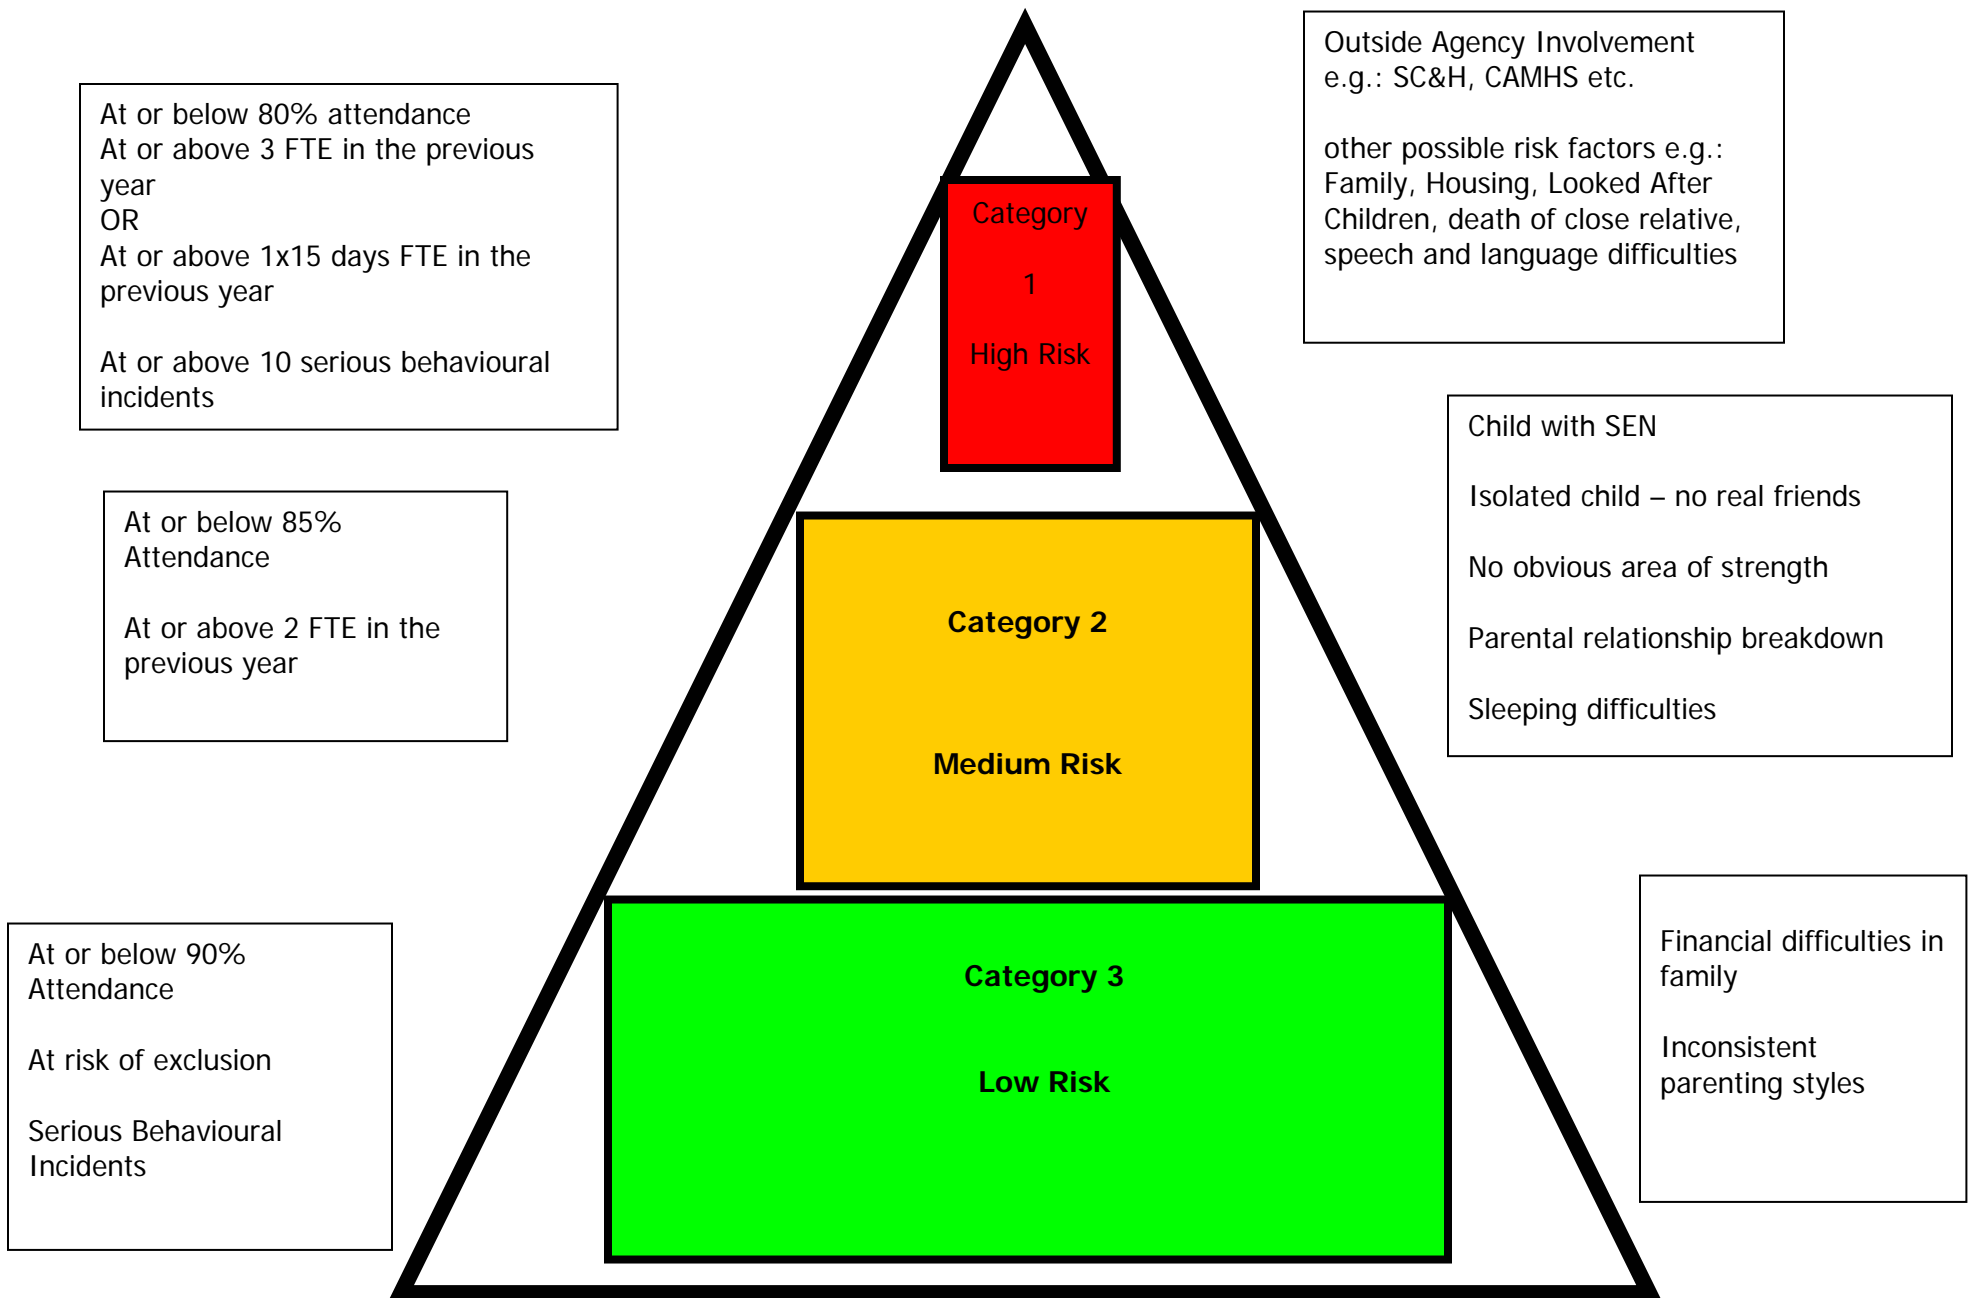 At or below 80% attendance
At or above 3 FTE in the previous
year
OR
At or above 1x15 days FTE in the
previous year
At or above 10 serious behavioural
incidents
Category
1
High Risk
Outside Agency Involvement
e.g.: SC&H, CAMHS etc.
other possible risk factors e.g.:
Family, Housing, Looked After
Children, death of close relative,
speech and language difficulties
At or below 85%
Attendance
At or above 2 FTE in the
previous year
Category 2
Medium Risk
Child with SEN
Isolated child – no real friends
No obvious area of strength
Parental relationship breakdown
Sleeping difficulties
At or below 90%
Attendance
At risk of exclusion
Serious Behavioural
Incidents
Category 3
Low Risk
Financial difficulties in
family
Inconsistent
parenting styles